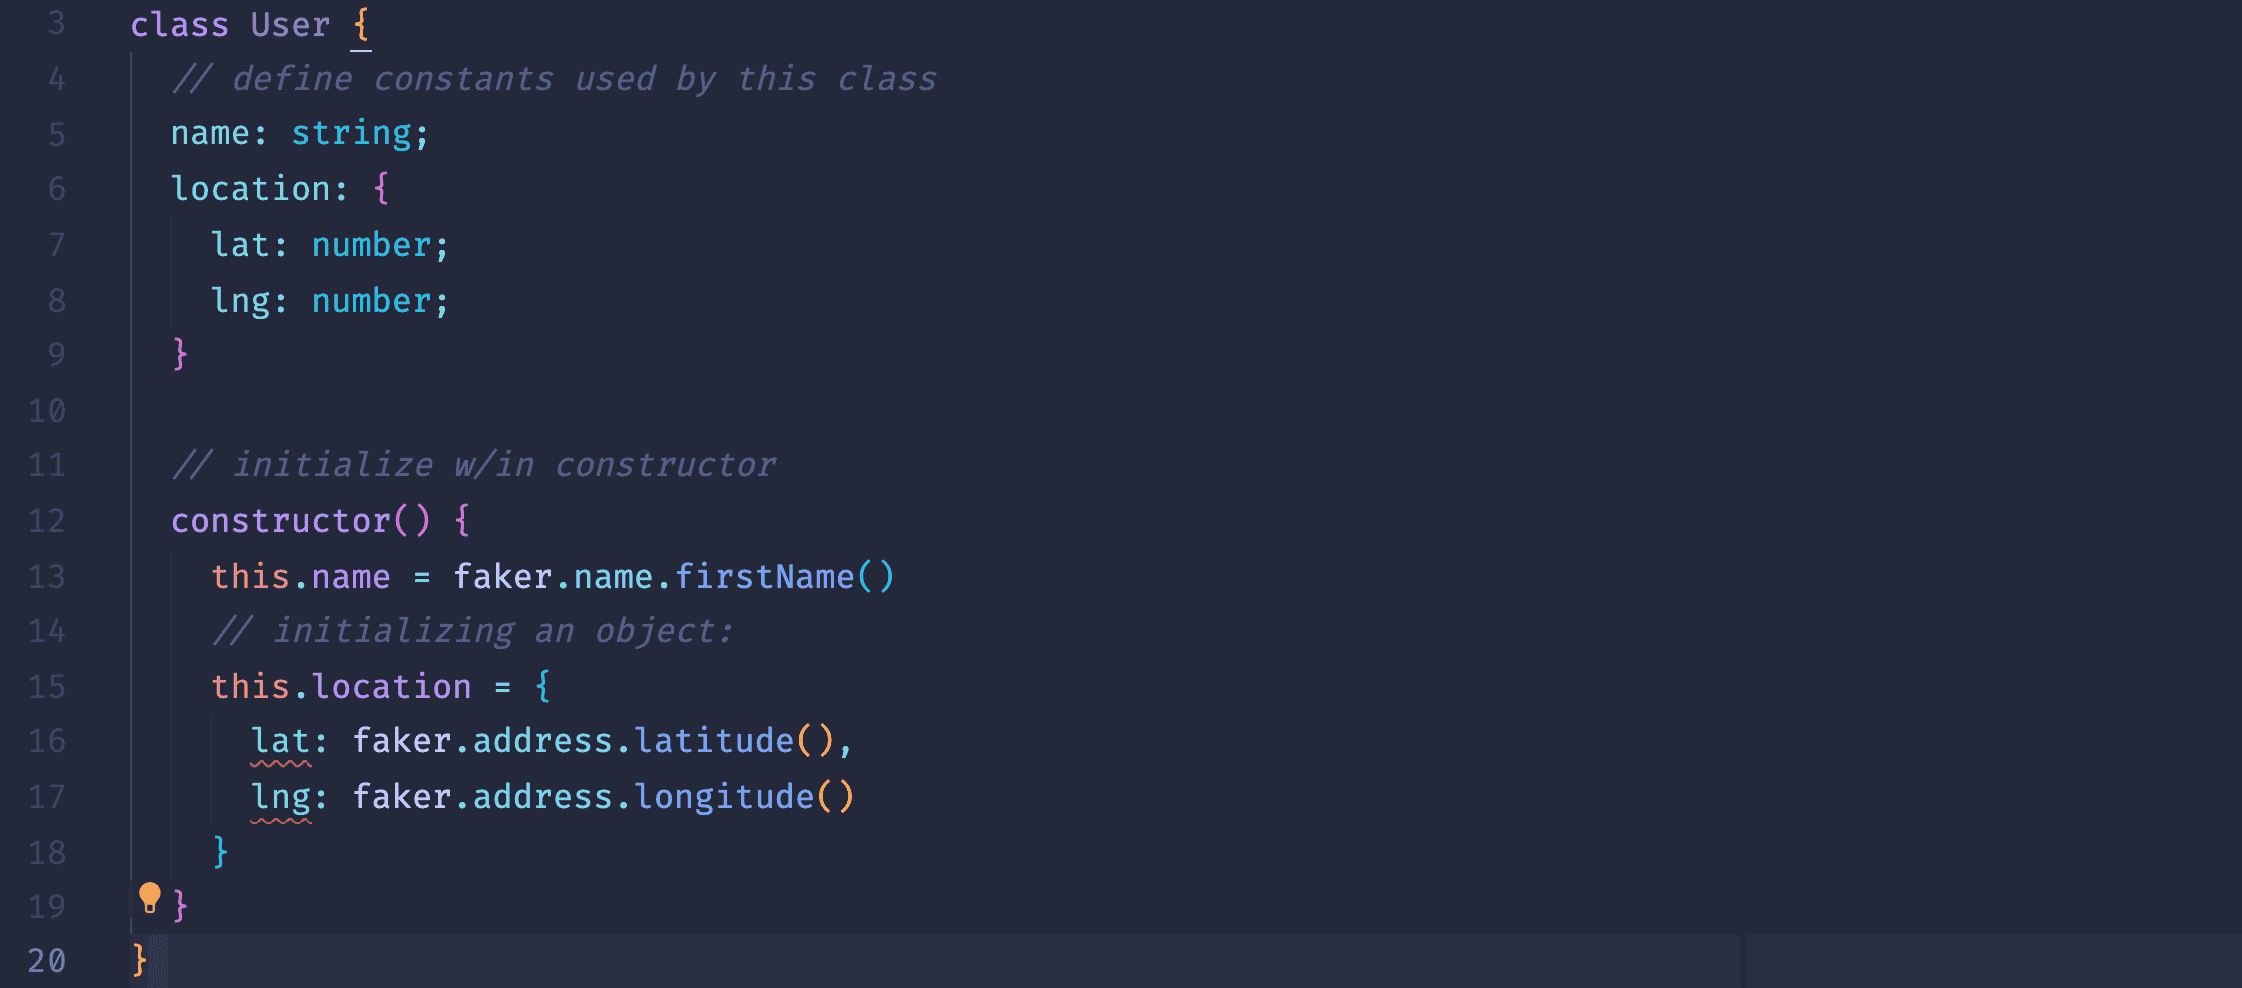 3 class User {
4 // define constants used by this class
5 name: string;
6 location: {
7 lat: number;
8 lng: number;
9 }
10
11 // initialize w/in constructor
12 constructor() {
13 this.name = faker.name.firstName()
14 // initializing an object:
15 this.location = {
16 lat: faker.address.latitude(),
17 lng: faker.address.longitude()
18 }
19 }
20 }